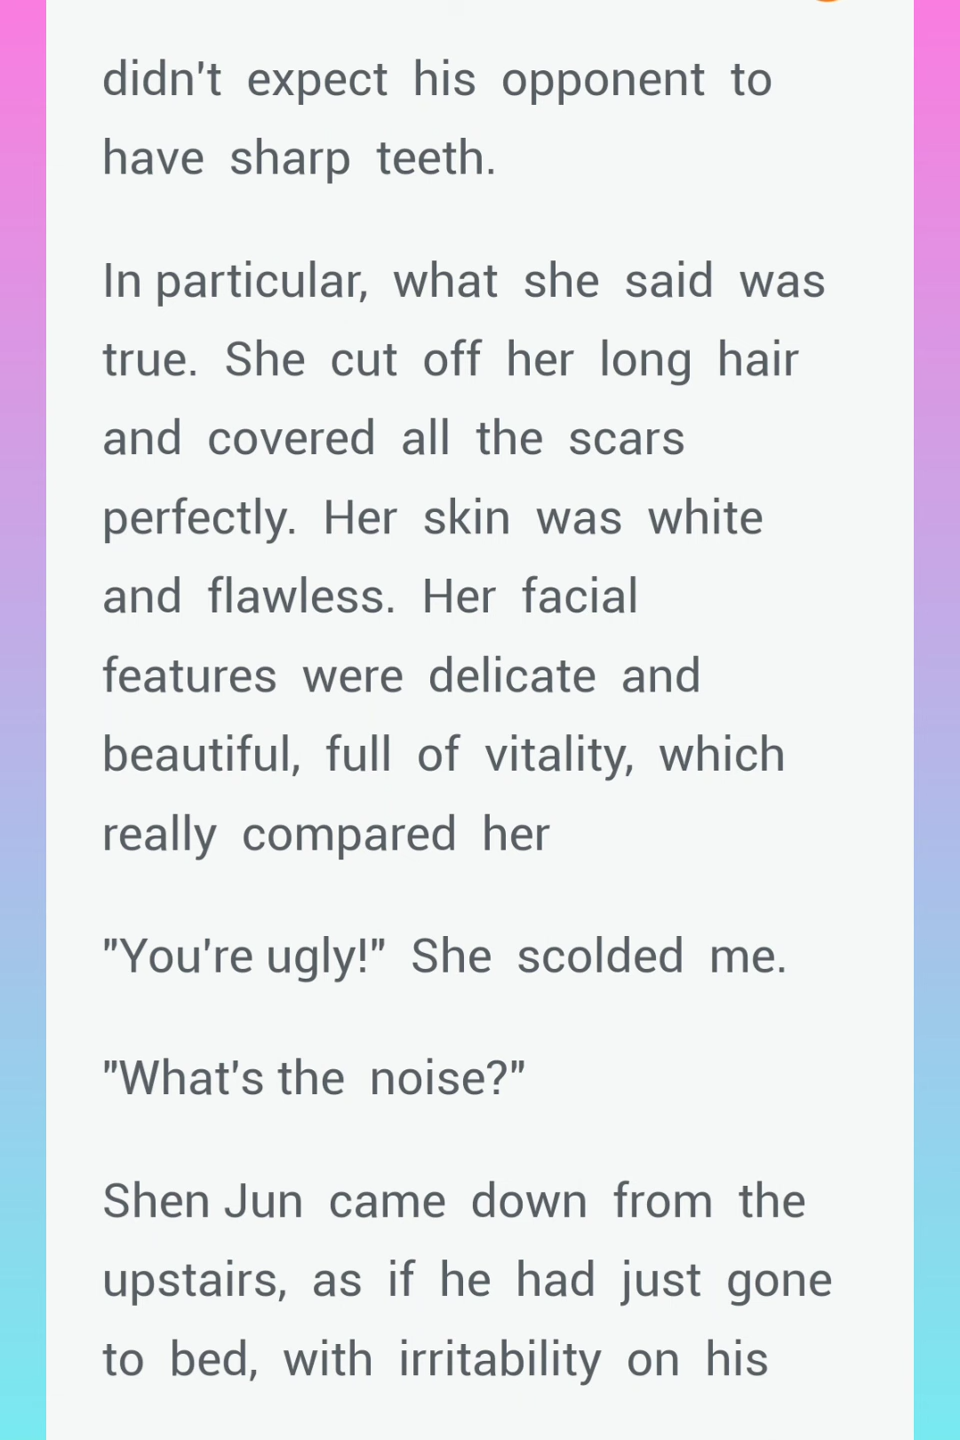 didn't expect his opponent to
have sharp teeth.
In particular, what she said was
true. She cut off her long hair
and covered all the scars
perfectly. Her skin was white
and flawless. Her facial
features were delicate and
beautiful, full of vitality, which
really compared her
"You're ugly!" She scolded me.
"What's the noise?"
Shen Jun came down from the
upstairs, as if he had just gone
to bed, with irritability on his